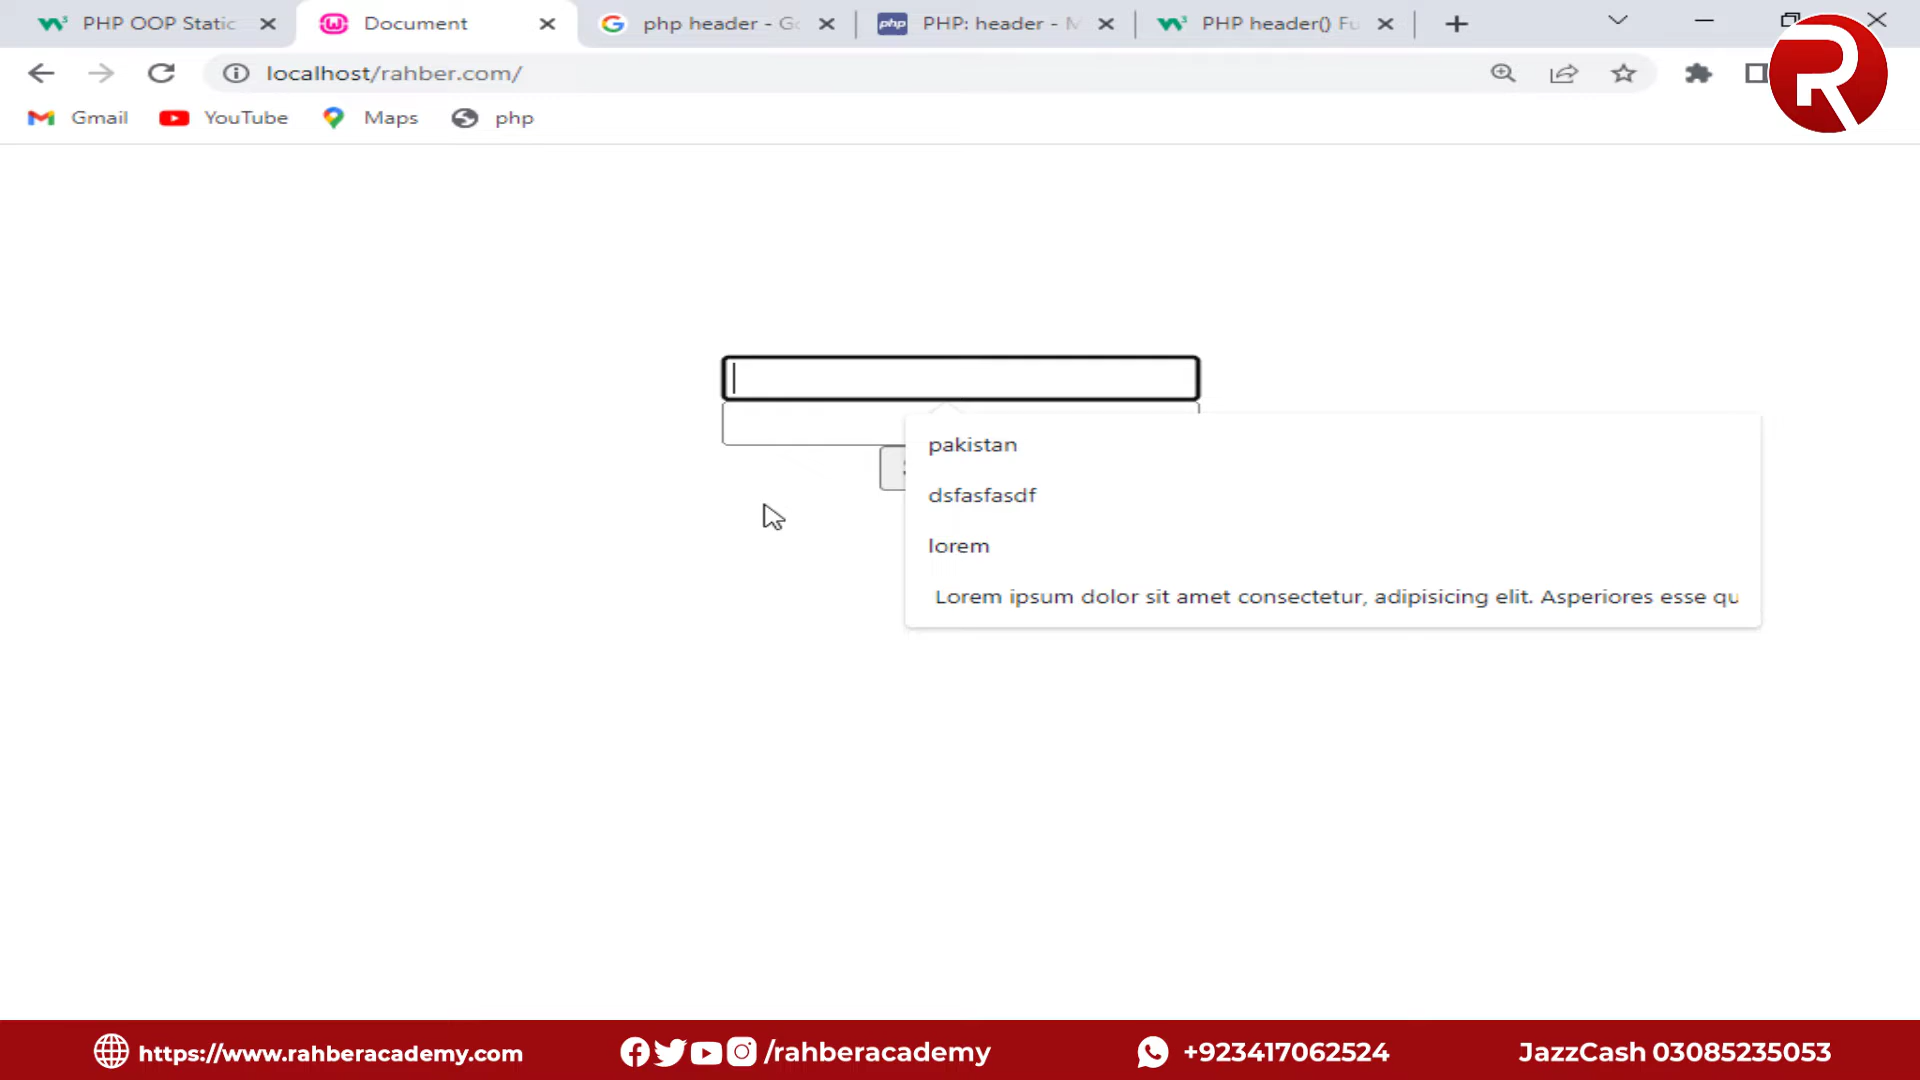 PHP OOP Static
Document
php header - Go
PHP: header - M
PHP header() Fu
localhost/rahber.com/
Gmail
YouTube
Maps
php
pakistan
dsfasfasdf
lorem
Lorem ipsum dolor sit amet consectetur, adipisicing elit. Asperiores esse qu
https://www.rahberacademy.com
/rahberacademy
+923417062524
JazzCash 03085235053